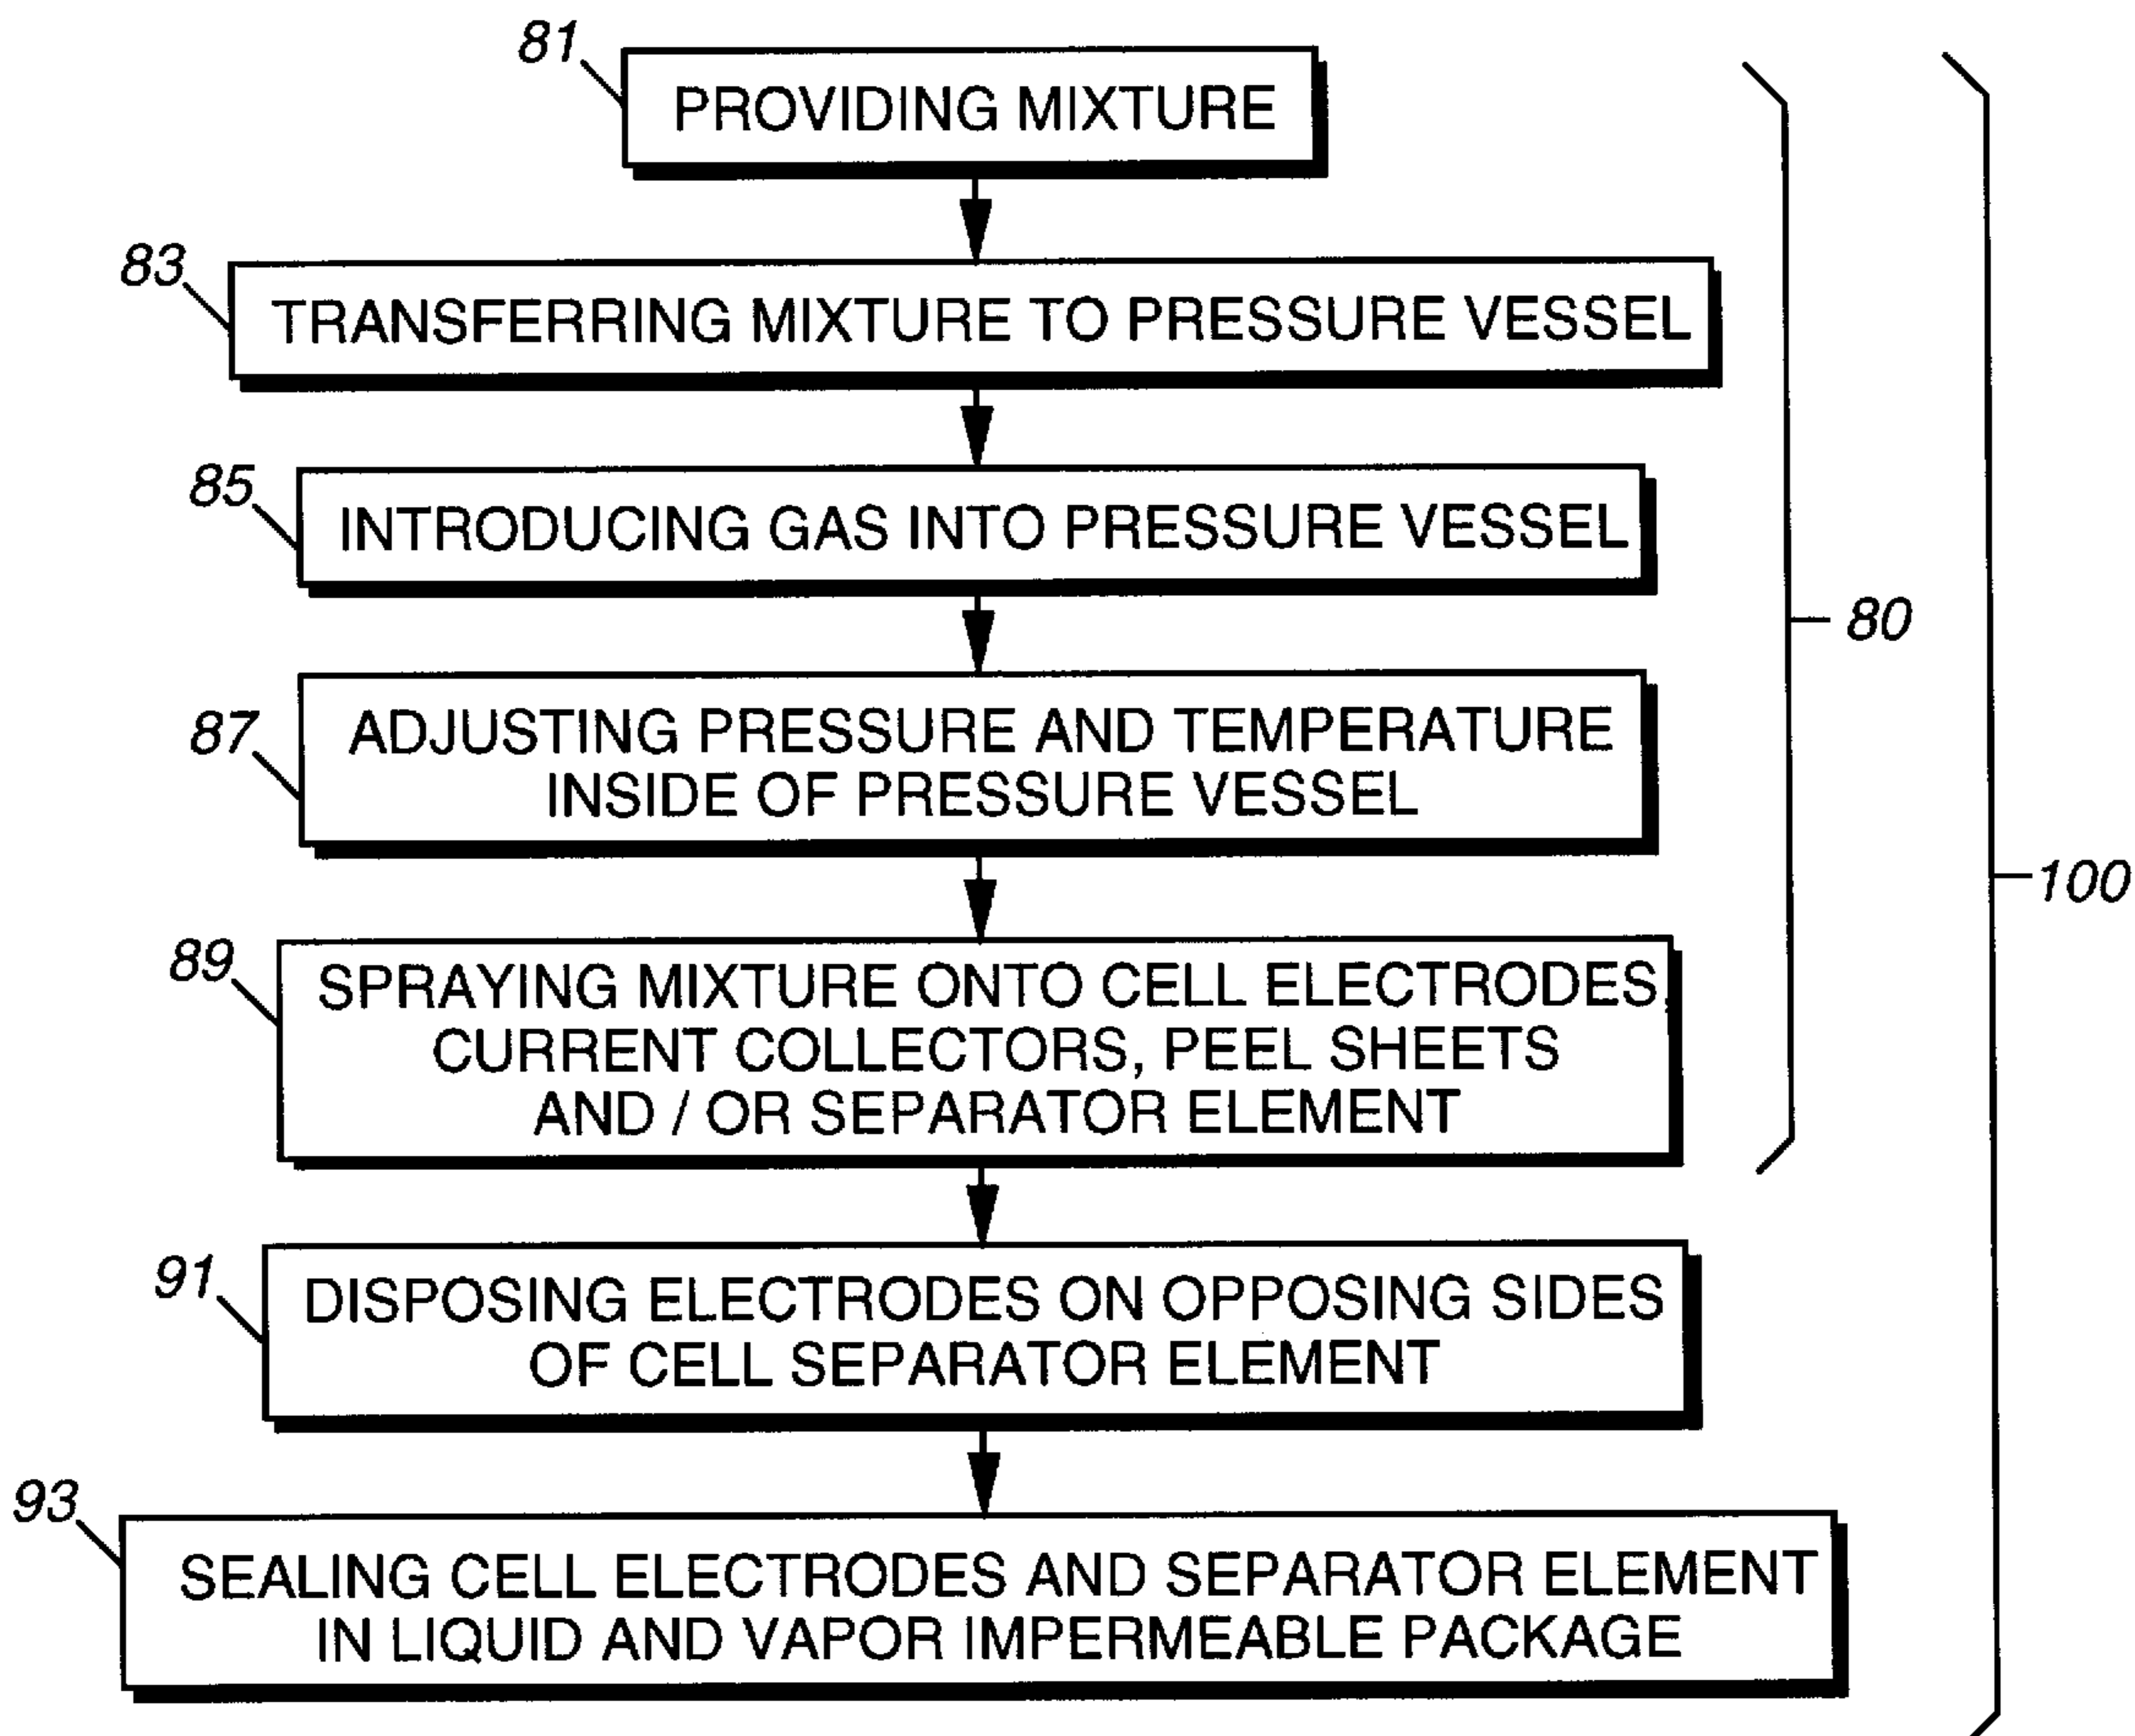 81
PROVIDING MIXTURE
83
TRANSFERRING MIXTURE TO PRESSURE VESSEL
85
INTRODUCING GAS INTO PRESSURE VESSEL
80
87
ADJUSTING PRESSURE AND TEMPERATURE
INSIDE OF PRESSURE VESSEL
100
89
SPRAYING MIXTURE ONTO CELL ELECTRODES,
CURRENT COLLECTORS, PEEL SHEETS
AND / OR SEPARATOR ELEMENT
91
DISPOSING ELECTRODES ON OPPOSING SIDES
OF CELL SEPARATOR ELEMENT
93
SEALING CELL ELECTRODES AND SEPARATOR ELEMENT
IN LIQUID AND VAPOR IMPERMEABLE PACKAGE